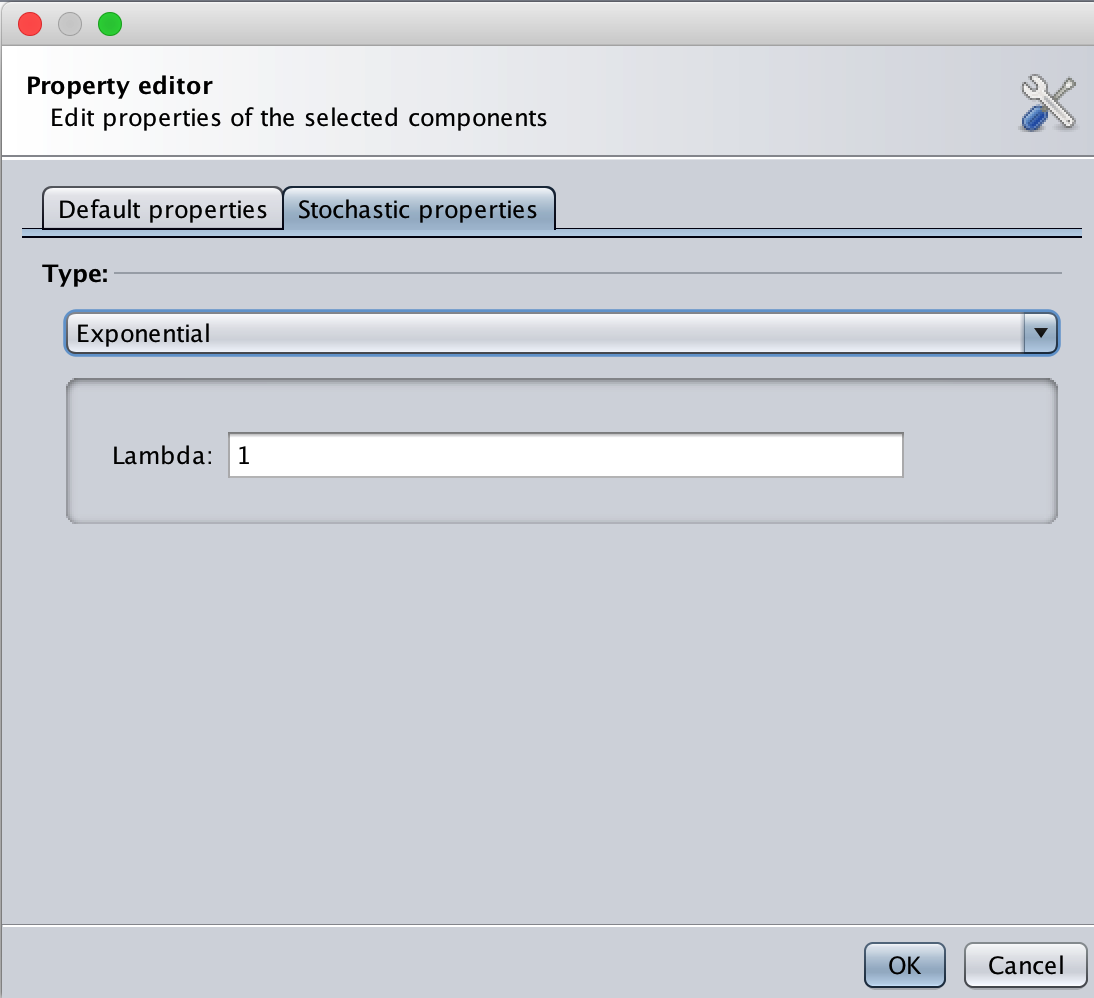 Property editor
Edit properties of the selected components
Default properties
Stochastic properties
Type:
Exponential
Lambda: 1
OK
Cancel